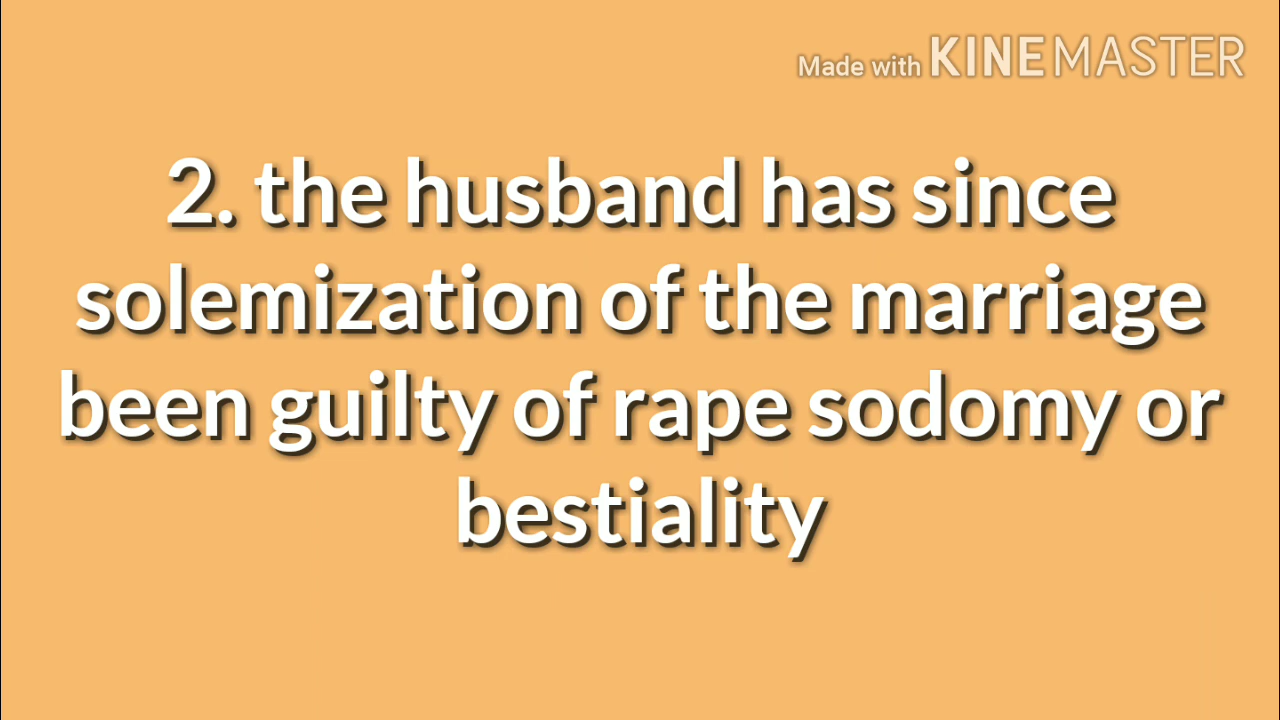 Made with KINEMASTER
2. the husband has since
solemization of the marriage
been guilty of rape sodomy or
bestiality